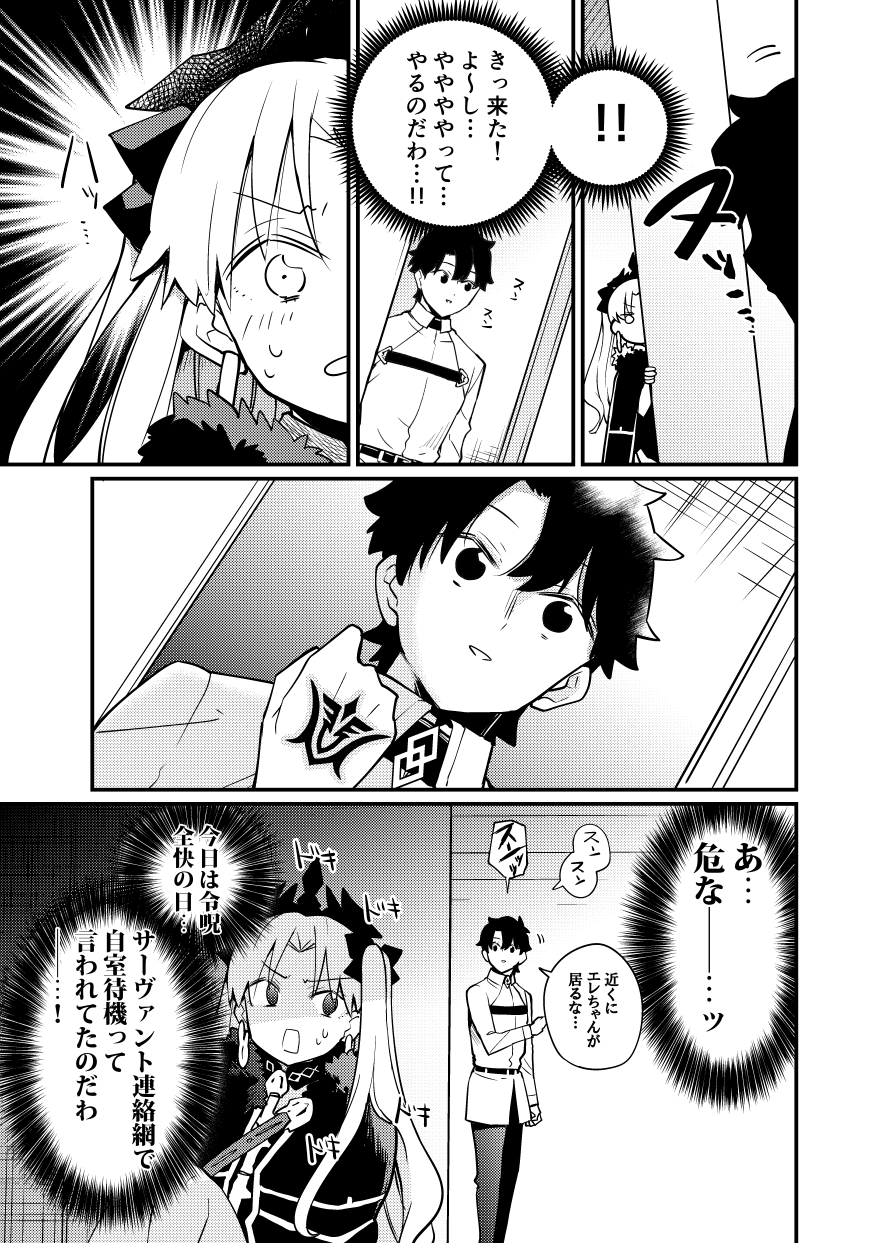 !!
ヌッ
きっ来た!
よ〜し…
ややややって…
やるのだわ…!!
スン
スン
あ…
危な——…ッ
スン
スン
スーッ
近くに
エレちゃんが
居るな…
ドキ
ドキ
今日は令呪
全快の日…
サーヴァント連絡網で
自室待機って
言われてたのだわ
——…!
ドキ
ドキ